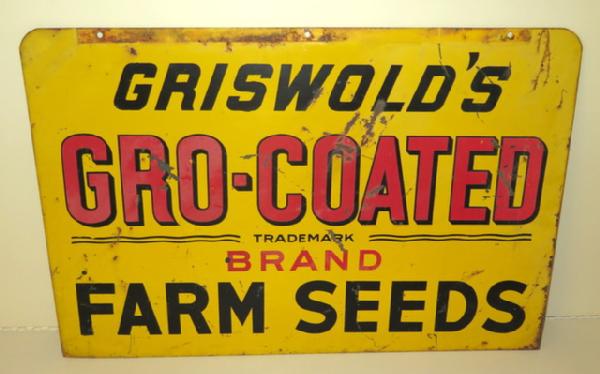 GRISWOLD'S
GRO-COATED
TRADEMARK
BRAND
FARM SEEDS